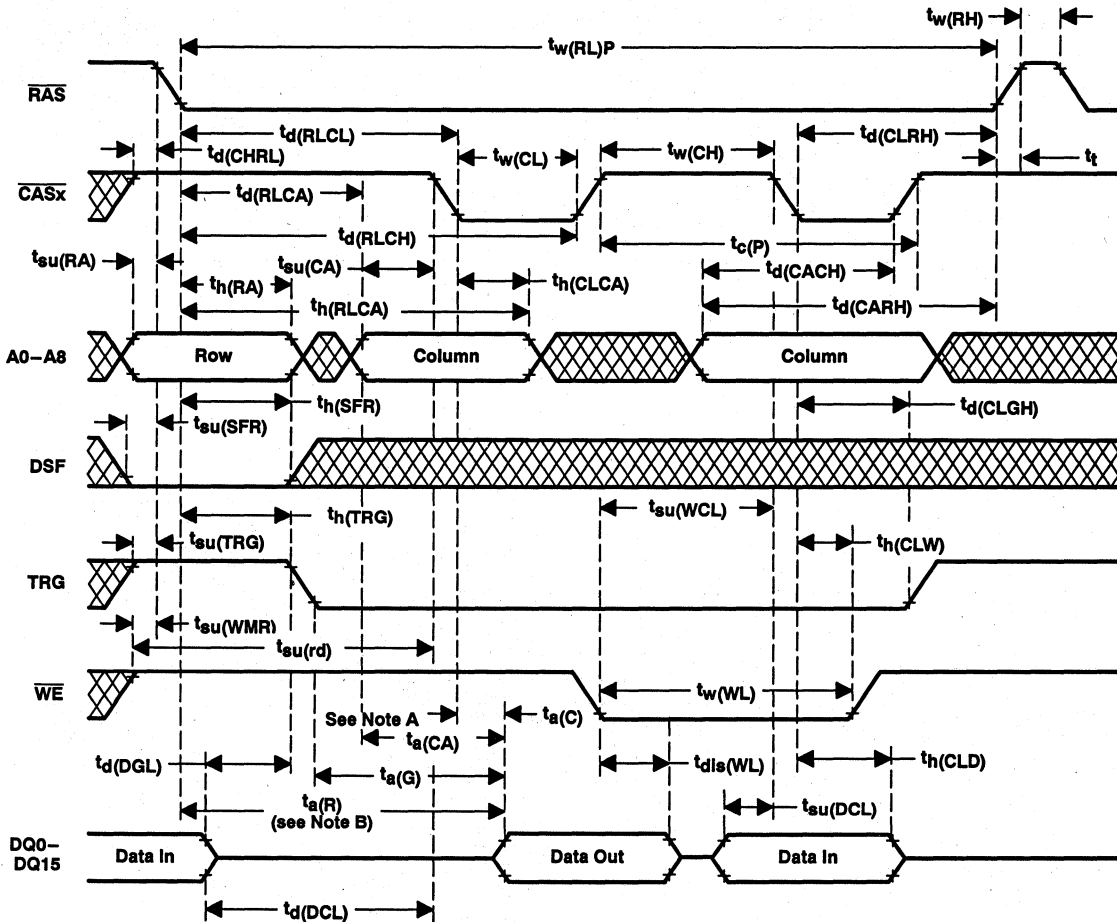 tw(RH)
tw(RL)P
RAS
td(RLCL)
td(CLRH)
td(CHRL)
tw(CL)
tw(CH)
tt
CASx
td(RLCA)
td(RLCH)
tc(P)
tsu(RA)
tsu(CA)
td(CACH)
th(RA)
th(CLCA)
th(RLCA)
td(CARH)
A0–A8
Row
Column
Column
th(SFR)
tsu(SFR)
td(CLGH)
DSF
th(TRG)
tsu(WCL)
tsu(TRG)
th(CLW)
TRG
tsu(WMR)
tsu(rd)
WE
tw(WL)
See Note A
ta(C)
ta(CA)
td(DGL)
tdis(WL)
th(CLD)
ta(G)
ta(R)
(see Note B)
tsu(DCL)
DQ0–
DQ15
Data In
Data Out
Data In
td(DCL)